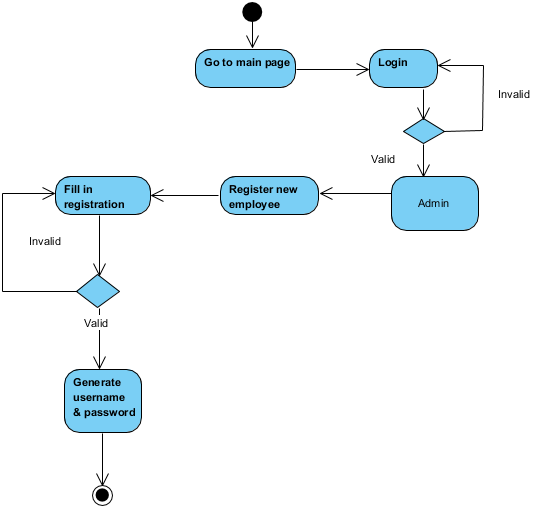 Go to main page
Login
Invalid
Valid
Admin
Register new
employee
Fill in
registration
Invalid
Valid
Generate
username
& password